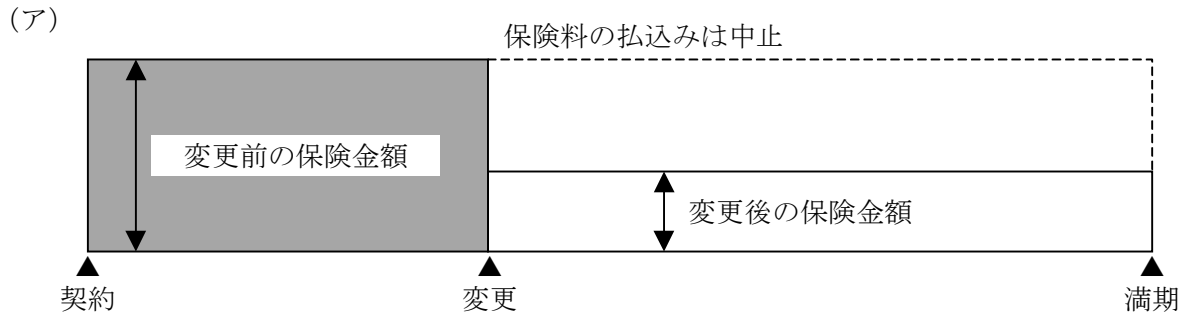 (ア)
保険料の払込みは中止
変更前の保険金額
変更後の保険金額
契約
変更
満期